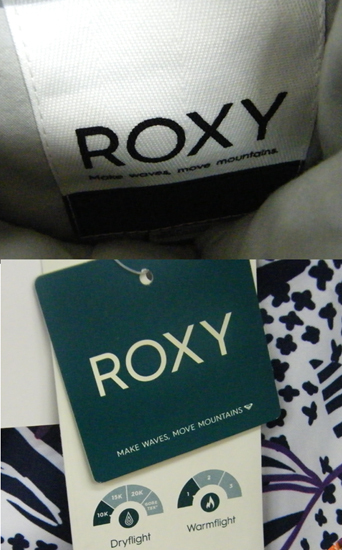 ROXY
Make waves, move mountains.
ROXY
MAKE WAVES, MOVE MOUNTAINS
10K 15K 20K
1 2 3
Dryflight Warmflight